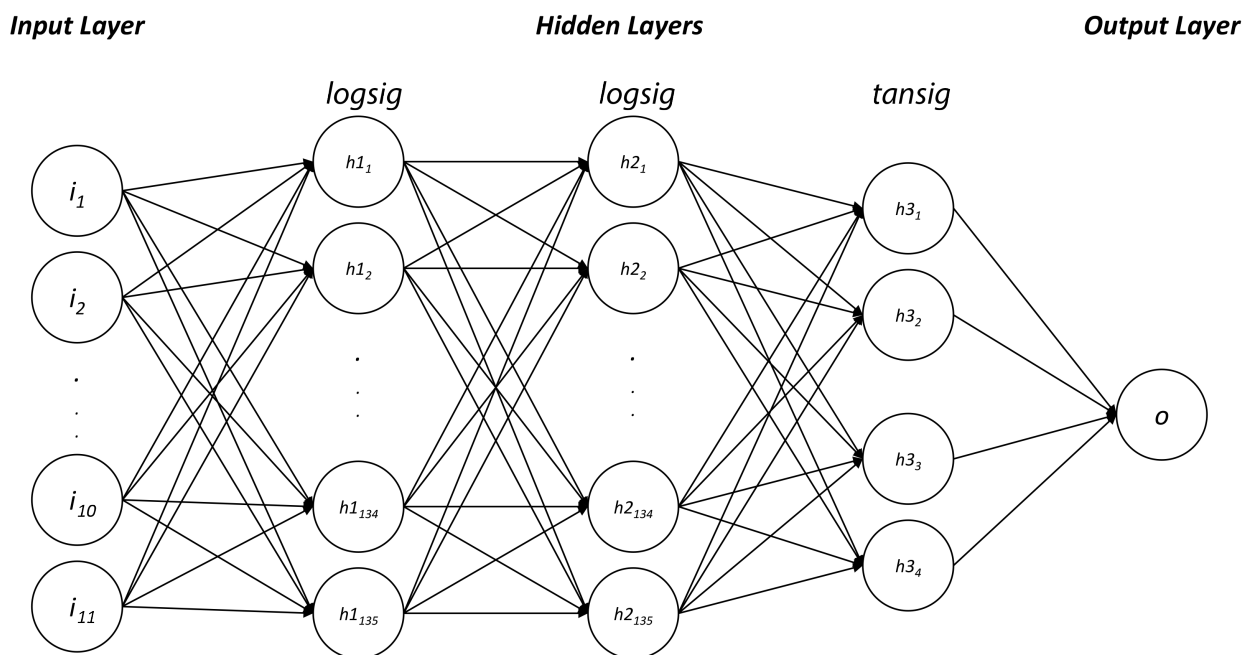 Input Layer
Hidden Layers
Output Layer
logsig
logsig
tansig
i₁
i₂
.
.
.
i₁₀
i₁₁
h1₁
h1₂
.
.
.
h1₁₃₄
h1₁₃₅
h2₁
h2₂
.
.
.
h2₁₃₄
h2₁₃₅
h3₁
h3₂
h3₃
h3₄
o